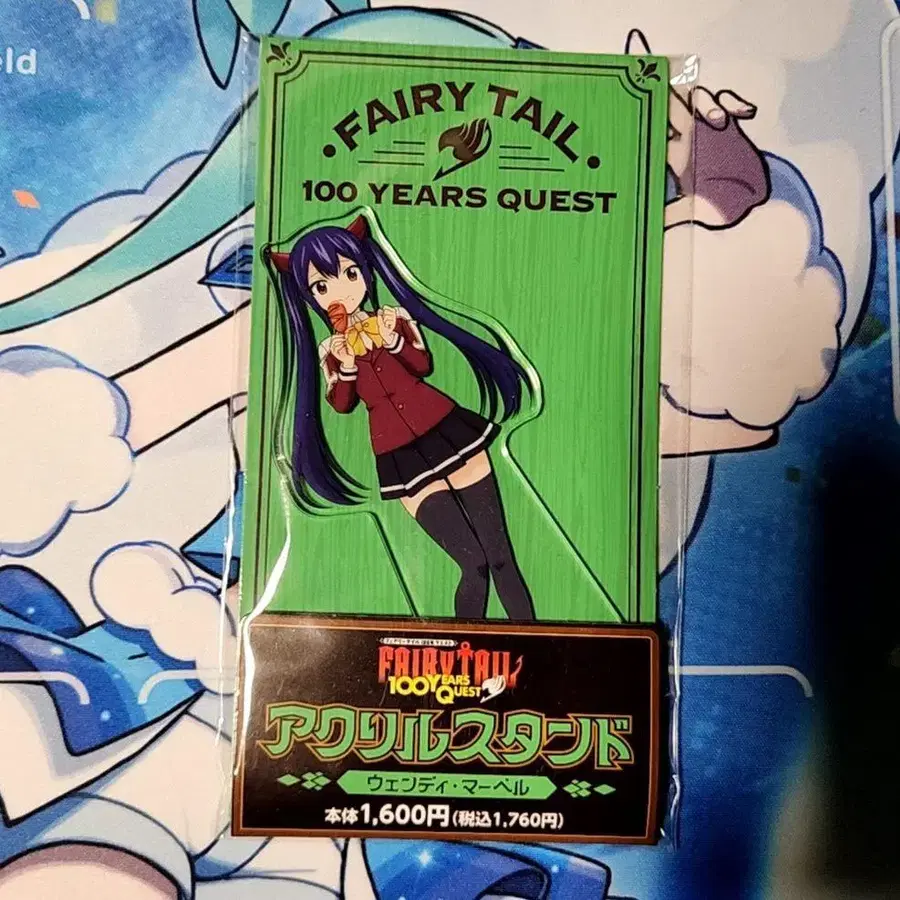 eld
FAIRY TAIL
100 YEARS QUEST
FAIRY TAIL
100 YEARS
QUEST
アクリルスタンド
ウェンディ・マーベル
本体1,600円(税込1,760円)